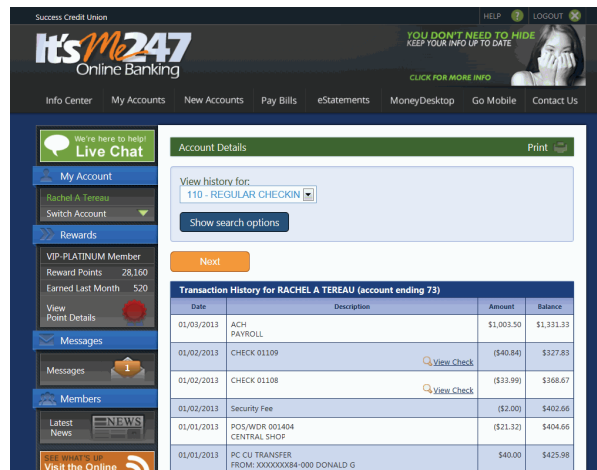 Success Credit Union
HELP ?
LOGOUT
It'sMe247
Online Banking
YOU DON'T NEED TO HIDE
KEEP YOUR INFO UP TO DATE
CLICK FOR MORE INFO
Info Center My Accounts New Accounts Pay Bills eStatements MoneyDesktop Go Mobile Contact Us
We're here to help!
Live Chat
My Account
Rachel A Tereau
Switch Account
Rewards
VIP-PLATINUM Member
Reward Points 28,160
Earned Last Month 520
View
Point Details
Messages
Messages 1
Members
Latest
News
NEWS
SEE WHAT'S UP
Visit the Online
Account Details
Print
View history for:
110 - REGULAR CHECKIN
Show search options
Next
Transaction History for RACHEL A TEREAU (account ending 73)
Date Description Amount Balance
01/03/2013 ACH $1,003.50 $1,331.33
PAYROLL
01/02/2013 CHECK 01109 ($40.84) $327.83
View Check
01/02/2013 CHECK 01108 ($33.99) $368.67
View Check
01/02/2013 Security Fee ($2.00) $402.66
01/01/2013 POS/WDR 001404 ($21.32) $404.66
CENTRAL SHOP
01/01/2013 PC CU TRANSFER $40.00 $425.98
FROM: XXXXXXX84-000 DONALD G